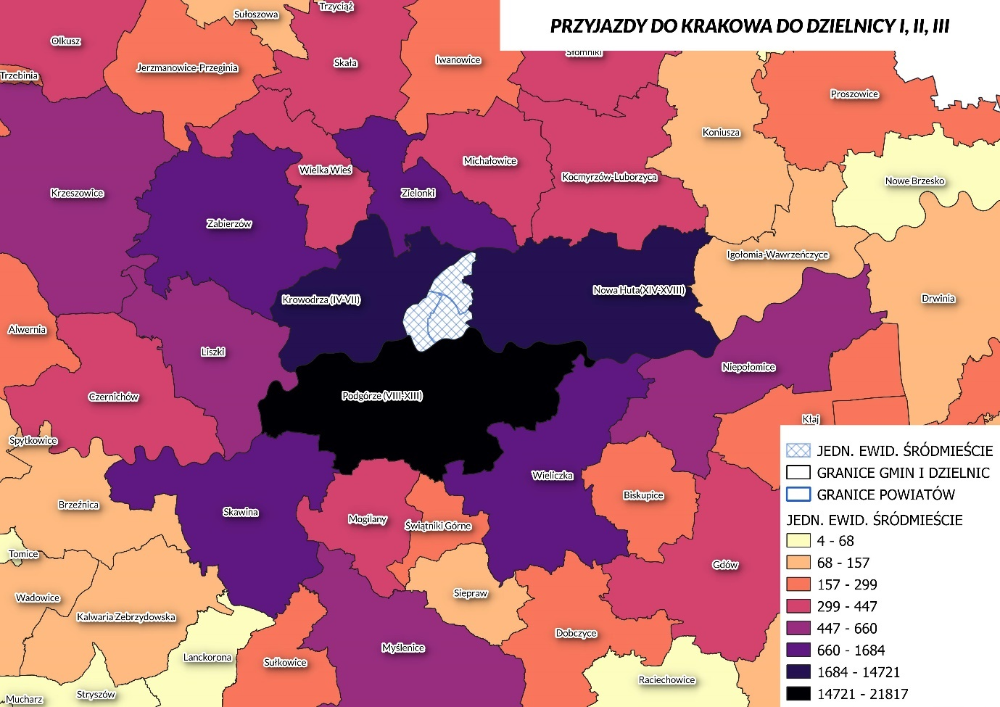 PRZYJAZDY DO KRAKOWA DO DZIELNICY I, II, III
Trzyciąż
Sułoszowa
Olkusz
Słomniki
Iwanowice
Skała
Jerzmanowice-Przeginia
Trzebinia
Proszowice
Koniusza
Michałowice
Wielka Wieś
Kocmyrzów-Luborzyca
Nowe Brzesko
Krzeszowice
Zielonki
Zabierzów
Igołomia-Wawrzeńczyce
Nowa Huta(XIV-XVIII)
Krowodrza (IV-VII)
Drwinia
Alwernia
Liszki
Niepołomice
Czernichów
Podgórze (VIII-XIII)
Kłaj
Spytkowice
Wieliczka
Biskupice
Brzeźnica
Skawina
Mogilany
Świątniki Górne
Tomice
Gdów
Siepraw
Wadowice
Kalwaria Zebrzydowska
Dobczyce
Myślenice
Lanckorona
Sułkowice
Raciechowice
Stryszów
Mucharz
JEDN. EWID. ŚRÓDMIEŚCIE
GRANICE GMIN I DZIELNIC
GRANICE POWIATÓW
JEDN. EWID. ŚRÓDMIEŚCIE
4 - 68
68 - 157
157 - 299
299 - 447
447 - 660
660 - 1684
1684 - 14721
14721 - 21817